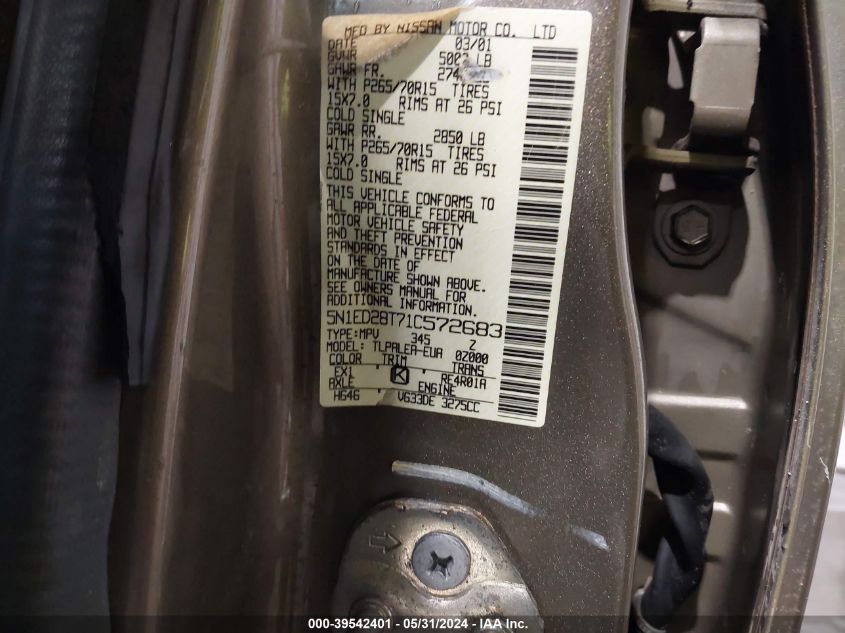 MFD BY NISSAN MOTOR CO. LTD
DATE 03/01
GVWR 5003 LB
GAWR FR. 274
WITH P265/70R15 TIRES
15X7.0 RIMS AT 26 PSI
COLD SINGLE
GAWR RR. 2850 LB
WITH P265/70R15 TIRES
15X7.0 RIMS AT 26 PSI
COLD SINGLE
THIS VEHICLE CONFORMS TO
ALL APPLICABLE FEDERAL
MOTOR VEHICLE SAFETY
AND THEFT PREVENTION
STANDARDS IN EFFECT
ON THE DATE OF
MANUFACTURE SHOWN ABOVE.
SEE OWNERS MANUAL FOR
ADDITIONAL INFORMATION.
5N1ED28T71C572683
TYPE:MPV 345 Z
MODEL: TLPALEA-EUA 0Z000
COLOR TRIM TRANS
EX1 K RE4R01A
AXLE ENGINE
HG46 VG33DE 3275CC
000-39542401 - 05/31/2024 - IAA Inc.